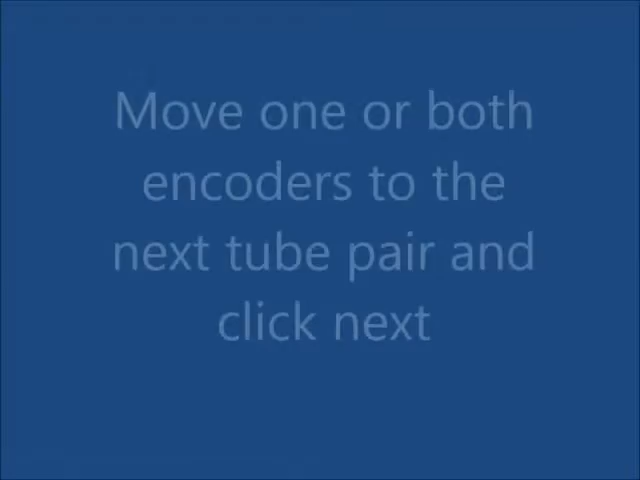 Move one or both
encoders to the
next tube pair and
click next